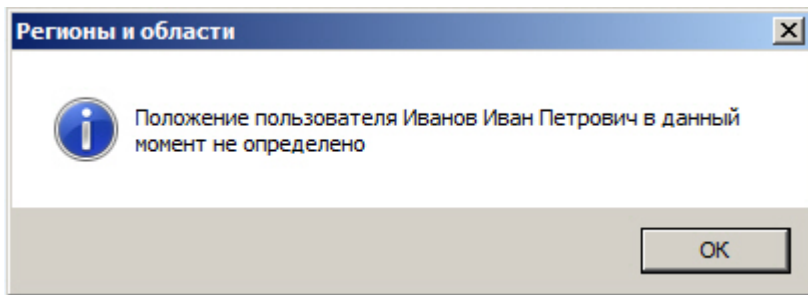 Регионы и области
Положение пользователя Иванов Иван Петрович в данный
момент не определено
OK